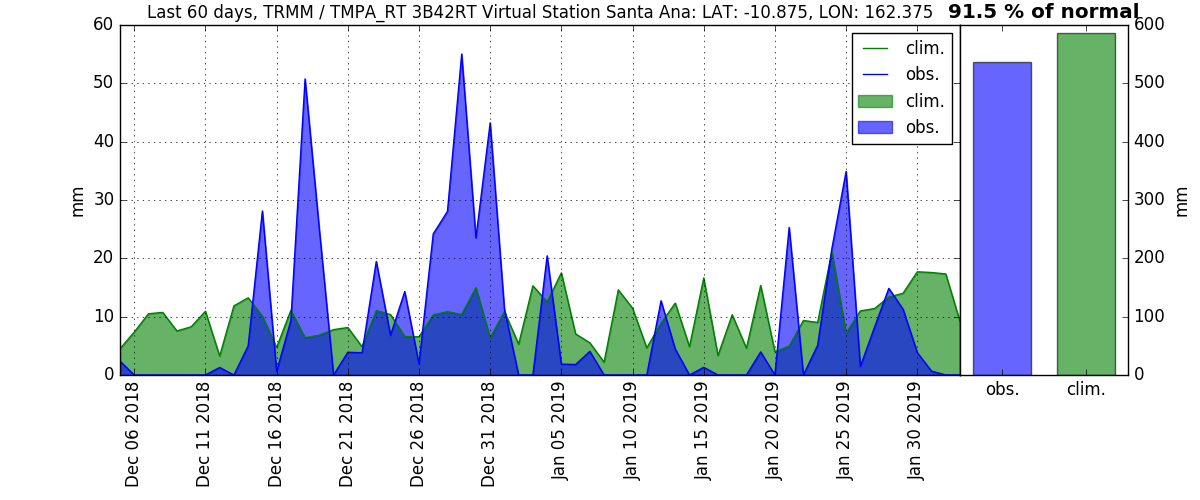 Last 60 days, TRMM / TMPA_RT 3B42RT Virtual Station Santa Ana: LAT: -10.875, LON: 162.375
91.5 % of normal
60
50
40
30
20
10
0
mm
clim.
obs.
clim.
obs.
600
500
400
300
200
100
0
mm
obs.
clim.
Dec 06 2018
Dec 11 2018
Dec 16 2018
Dec 21 2018
Dec 26 2018
Dec 31 2018
Jan 05 2019
Jan 10 2019
Jan 15 2019
Jan 20 2019
Jan 25 2019
Jan 30 2019